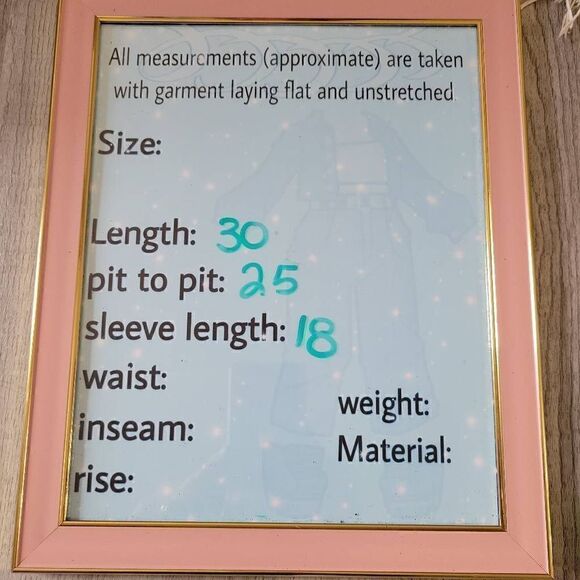 All measurements (approximate) are taken
with garment laying flat and unstretched
Size:
Length: 30
pit to pit: 25
sleeve length: 18
waist:
weight:
inseam:
Material:
rise: